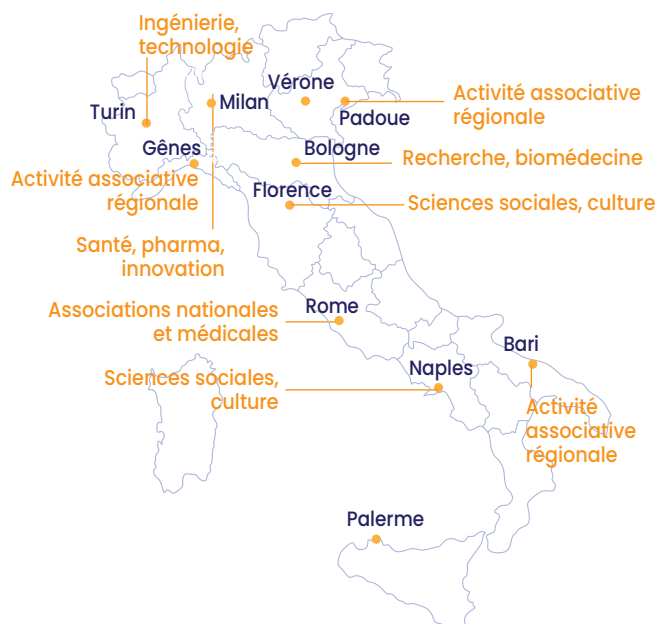 Ingénierie,
technologie
Vérone
Turin
Milan
Padoue
Activité associative
régionale
Gênes
Bologne
Recherche, biomédecine
Activité associative
régionale
Florence
Sciences sociales, culture
Santé, pharma,
innovation
Associations nationales
et médicales
Rome
Bari
Naples
Sciences sociales,
culture
Activité
associative
régionale
Palerme